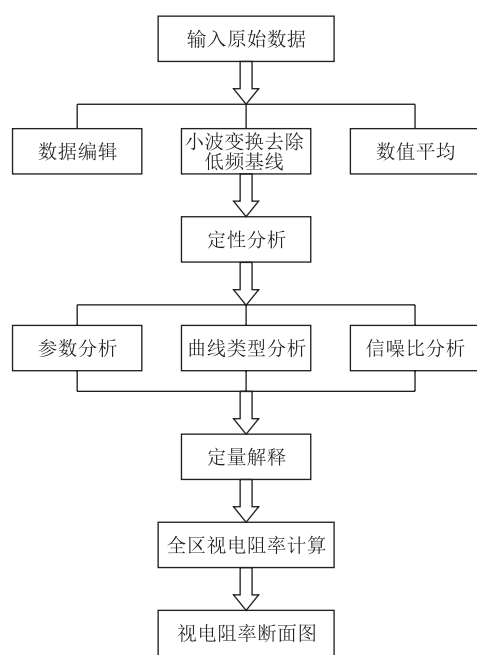 输入原始数据
数据编辑
小波变换去除
低频基线
数值平均
定性分析
参数分析
曲线类型分析
信噪比分析
定量解释
全区视电阻率计算
视电阻率断面图